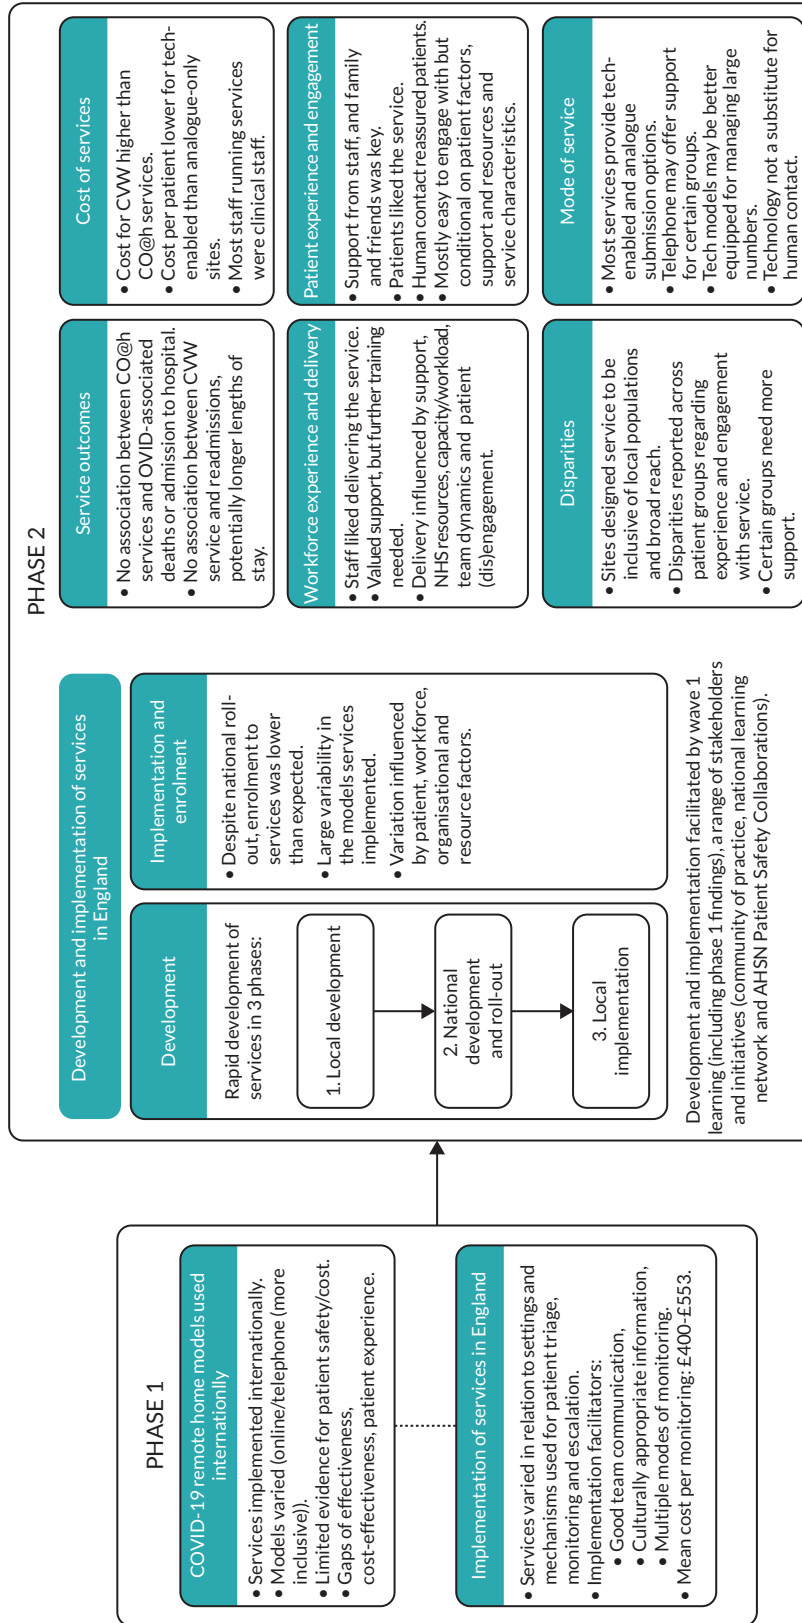 PHASE 1
COVID-19 remote home models used
internationlly
• Services implemented internationally.
• Models varied (online/telephone (more
inclusive)).
• Limited evidence for patient safety/cost.
• Gaps of effectiveness,
cost-effectiveness, patient experience.
Implementation of services in England
• Services varied in relation to settings and
mechanisms used for patient triage,
monitoring and escalation.
• Implementation facilitators:
• Good team communication,
• Culturally appropriate information,
• Multiple modes of monitoring.
• Mean cost per monitoring: £400-£553.
PHASE 2
Development and implementation of services
in England
Development
Rapid development of
services in 3 phases:
1. Local development
2. National
development
and roll-out
3. Local
implementation
Implementation and
enrolment
• Despite national roll-
out, enrolment to
services was lower
than expected.
• Large variability in
the models services
implemented.
• Variation influenced
by patient, workforce,
organisational and
resource factors.
Development and implementation facilitated by wave 1
learning (including phase 1 findings), a range of stakeholders
and initiatives (community of practice, national learning
network and AHSN Patient Safety Collaborations).
Service outcomes
• No association between CO@h
services and OVID-associated
deaths or admission to hospital.
• No association between CVW
service and readmissions,
potentially longer lengths of
stay.
Cost of services
• Cost for CVW higher than
CO@h services.
• Cost per patient lower for tech-
enabled than analogue-only
sites.
• Most staff running services
were clinical staff.
Workforce experience and delivery
• Staff liked delivering the service.
• Valued support, but further training
needed.
• Delivery influenced by support,
NHS resources, capacity/workload,
team dynamics and patient
(dis)engagement.
Patient experience and engagement
• Support from staff, and family
and friends was key.
• Patients liked the service.
• Human contact reassured patients.
• Mostly easy to engage with but
conditional on patient factors,
support and resources and
service characteristics.
Disparities
• Sites designed service to be
inclusive of local populations
and broad reach.
• Disparities reported across
patient groups regarding
experience and engagement
with service.
• Certain groups need more
support.
Mode of service
• Most services provide tech-
enabled and analogue
submission options.
• Telephone may offer support
for certain groups.
• Tech models may be better
equipped for managing large
numbers.
• Technology not a substitute for
human contact.